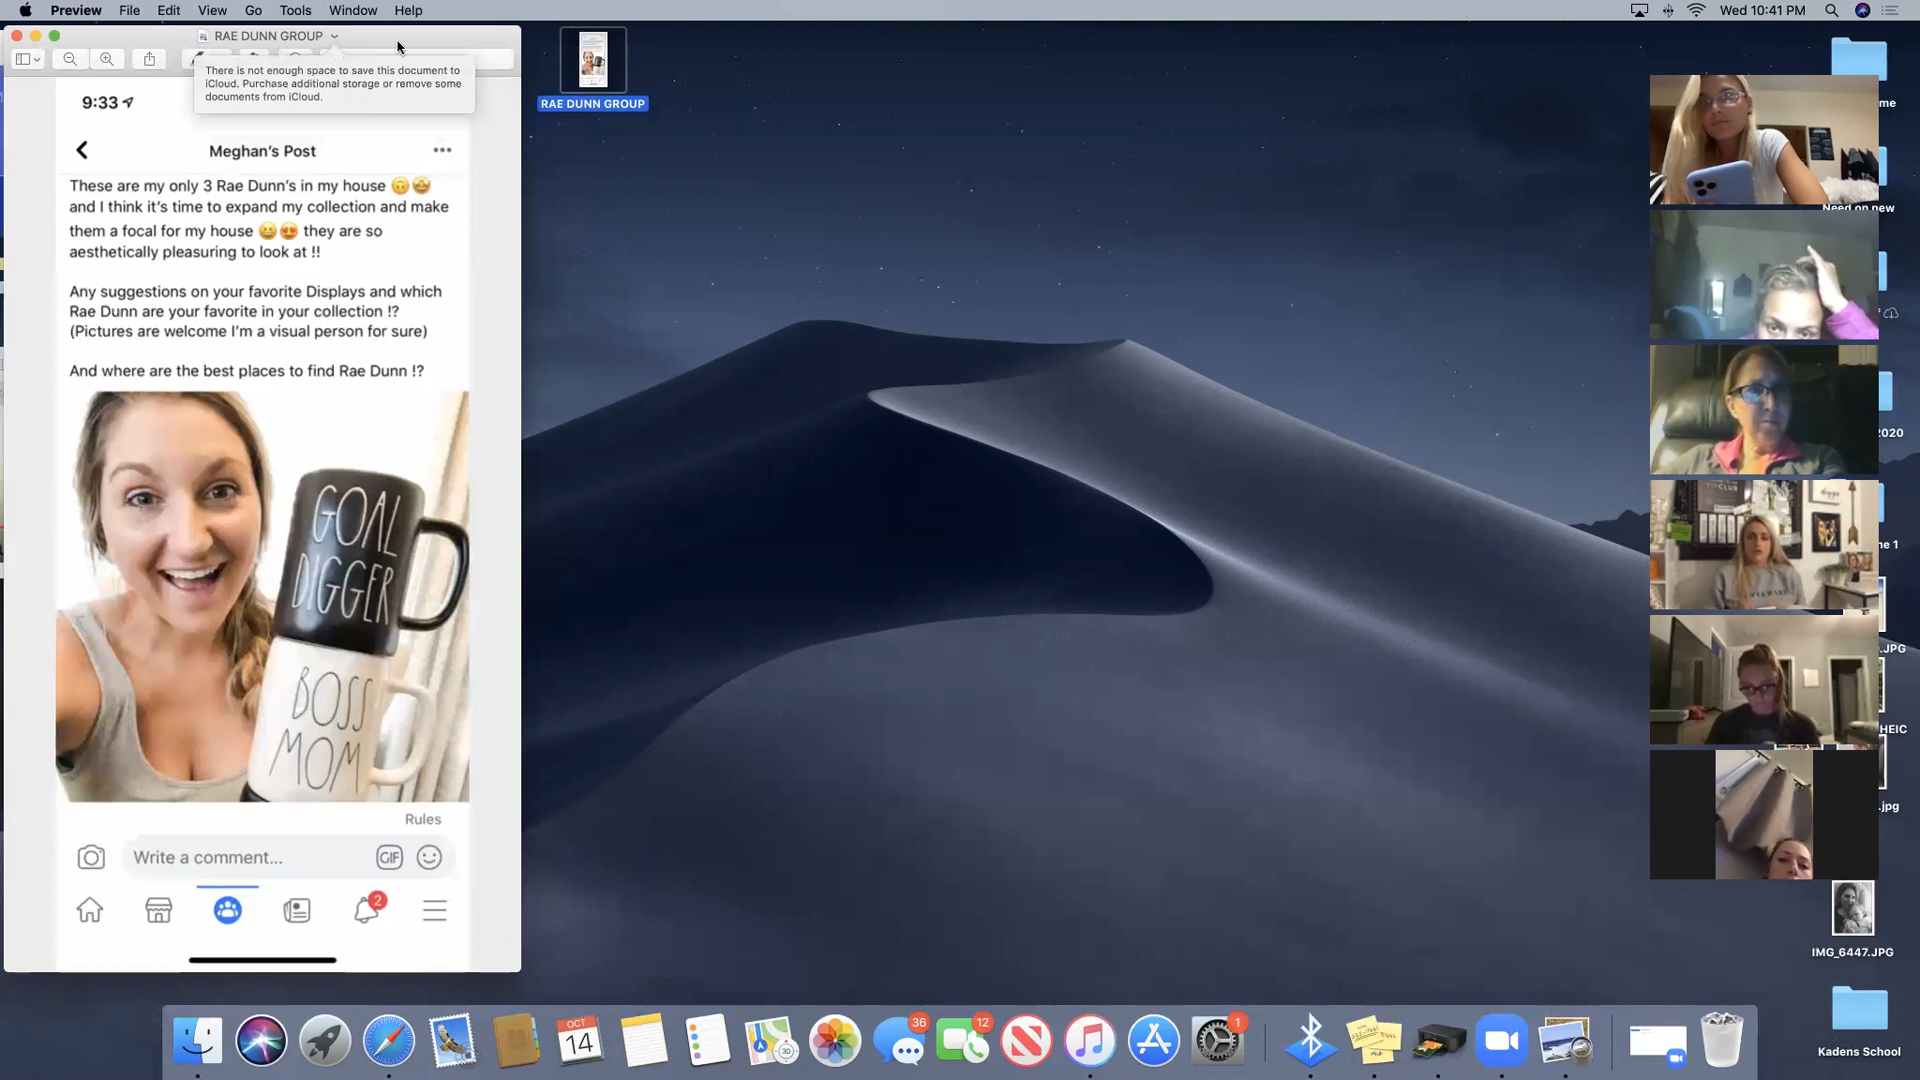 Preview File Edit View Go Tools Window Help
Wed 10:41 PM
RAE DUNN GROUP
There is not enough space to save this document to
iCloud. Purchase additional storage or remove some
documents from iCloud.
9:33
Meghan's Post
These are my only 3 Rae Dunn's in my house 🙃🤩
and I think it's time to expand my collection and make
them a focal for my house 😆😍 they are so
aesthetically pleasuring to look at !!
Any suggestions on your favorite Displays and which
Rae Dunn are your favorite in your collection !?
(Pictures are welcome I'm a visual person for sure)
And where are the best places to find Rae Dunn !?
GOAL
DIGGER
BOSS
MOM
Rules
Write a comment...
GIF
2
RAE DUNN GROUP
me
Need on new
2020
ne 1
.JPG
HEIC
.jpg
IMG_6447.JPG
Kadens School
OCT
14
3D
36
12
1